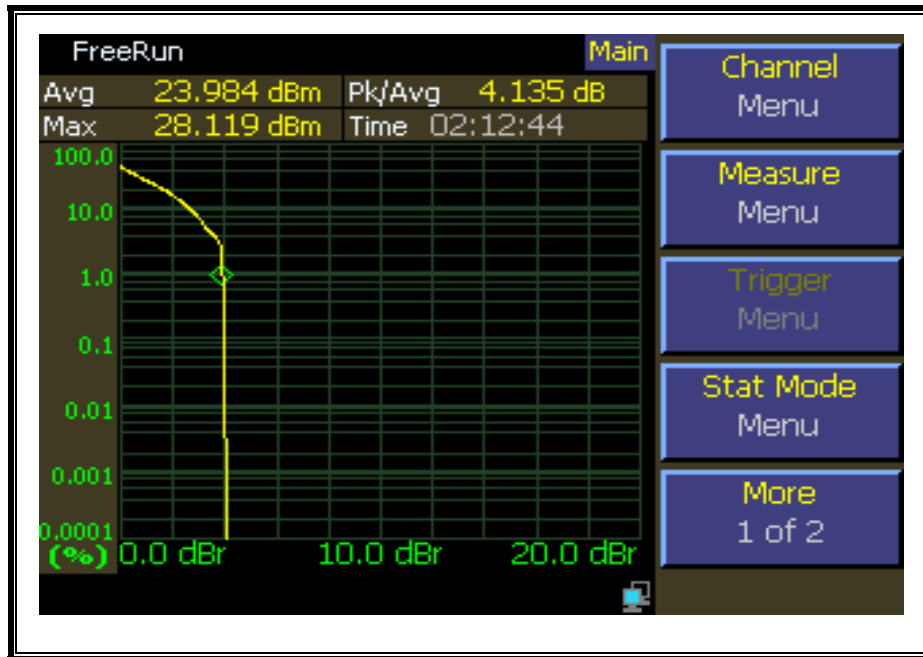 FreeRun Main
Avg 23.984 dBm Pk/Avg 4.135 dB
Max 28.119 dBm Time 02:12:44
100.0
10.0
1.0
0.1
0.01
0.001
0.0001
(%) 0.0 dBr 10.0 dBr 20.0 dBr
Channel
Menu
Measure
Menu
Trigger
Menu
Stat Mode
Menu
More
1 of 2